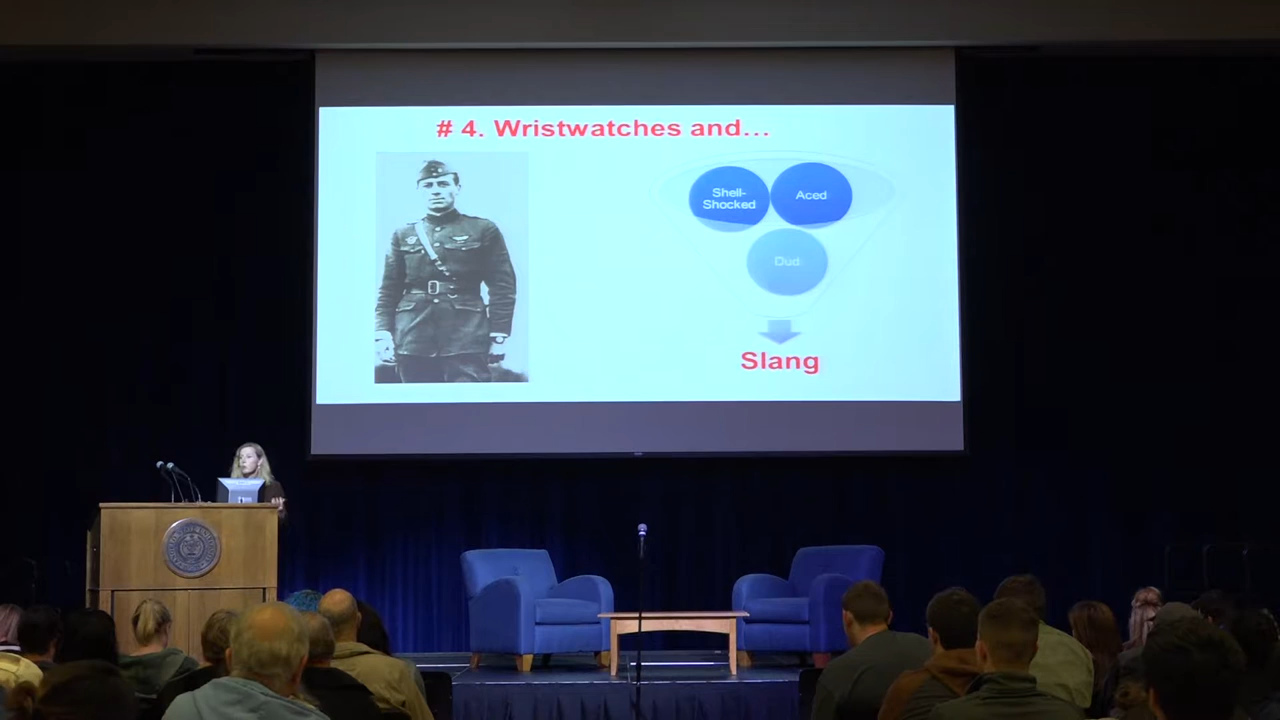 # 4. Wristwatches and...
Shell-
Shocked
Aced
Dud
Slang